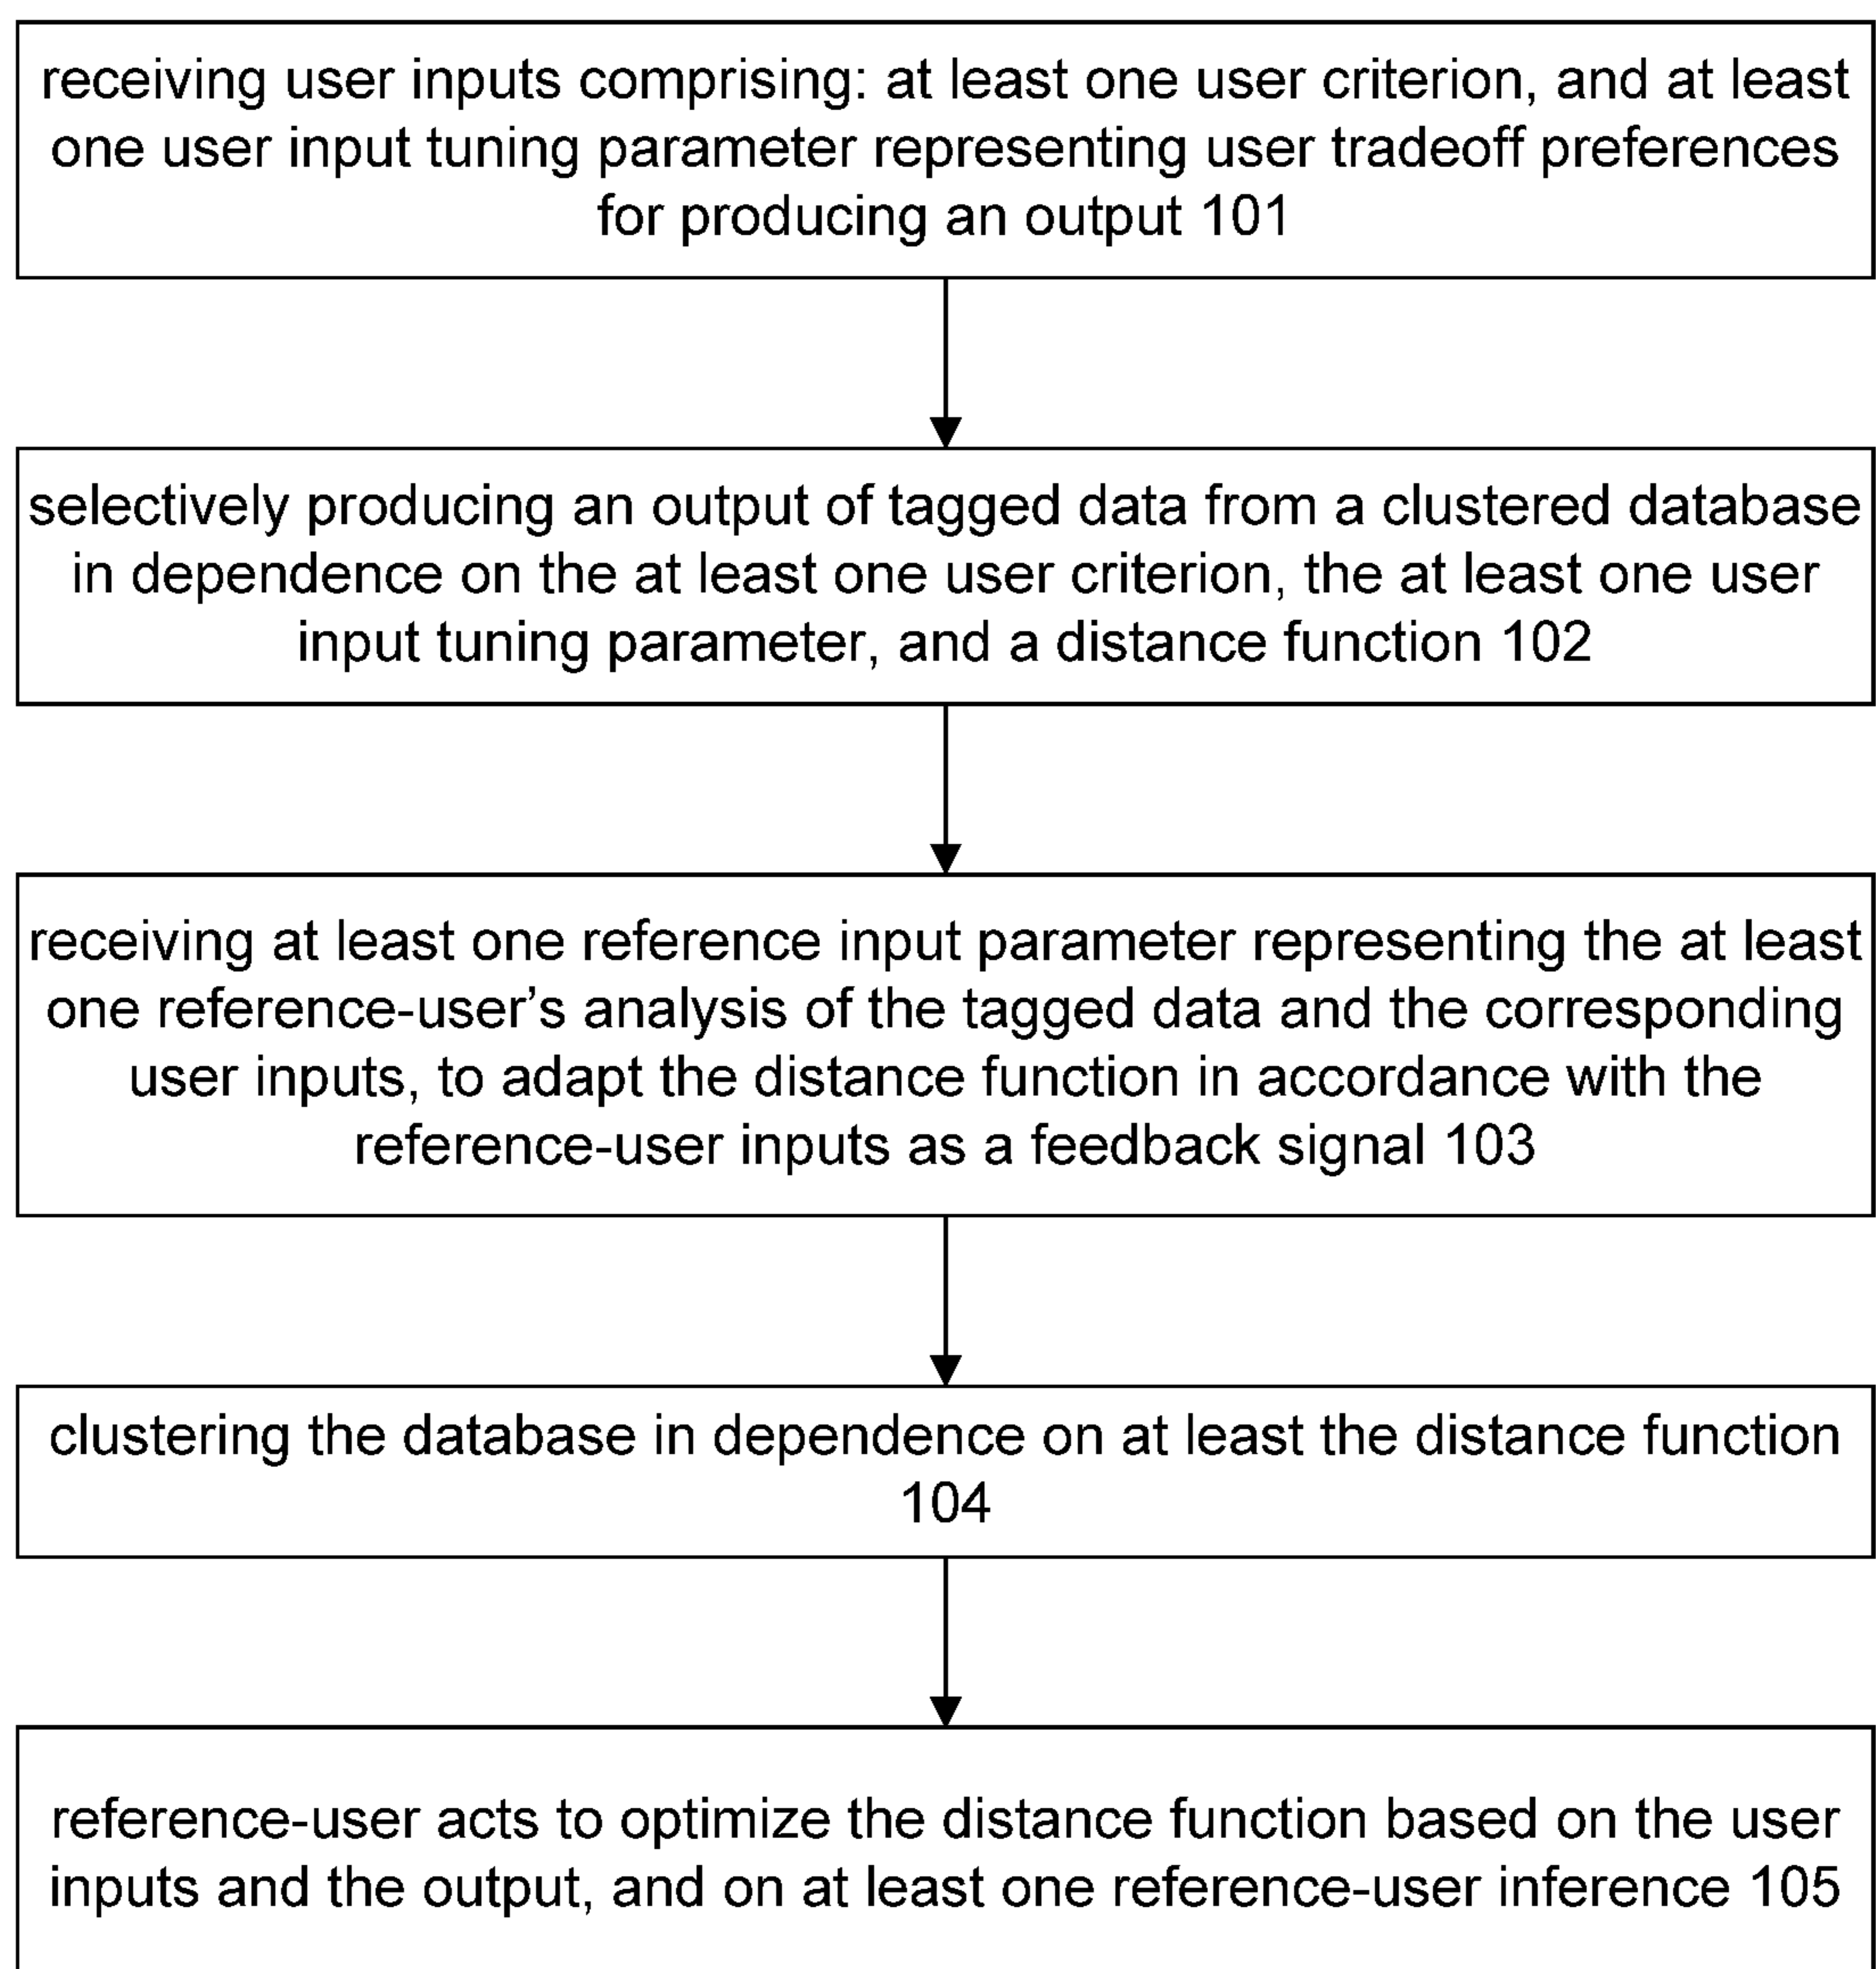 receiving user inputs comprising: at least one user criterion, and at least
one user input tuning parameter representing user tradeoff preferences
for producing an output 101
selectively producing an output of tagged data from a clustered database
in dependence on the at least one user criterion, the at least one user
input tuning parameter, and a distance function 102
receiving at least one reference input parameter representing the at least
one reference-user’s analysis of the tagged data and the corresponding
user inputs, to adapt the distance function in accordance with the
reference-user inputs as a feedback signal 103
clustering the database in dependence on at least the distance function
104
reference-user acts to optimize the distance function based on the user
inputs and the output, and on at least one reference-user inference 105